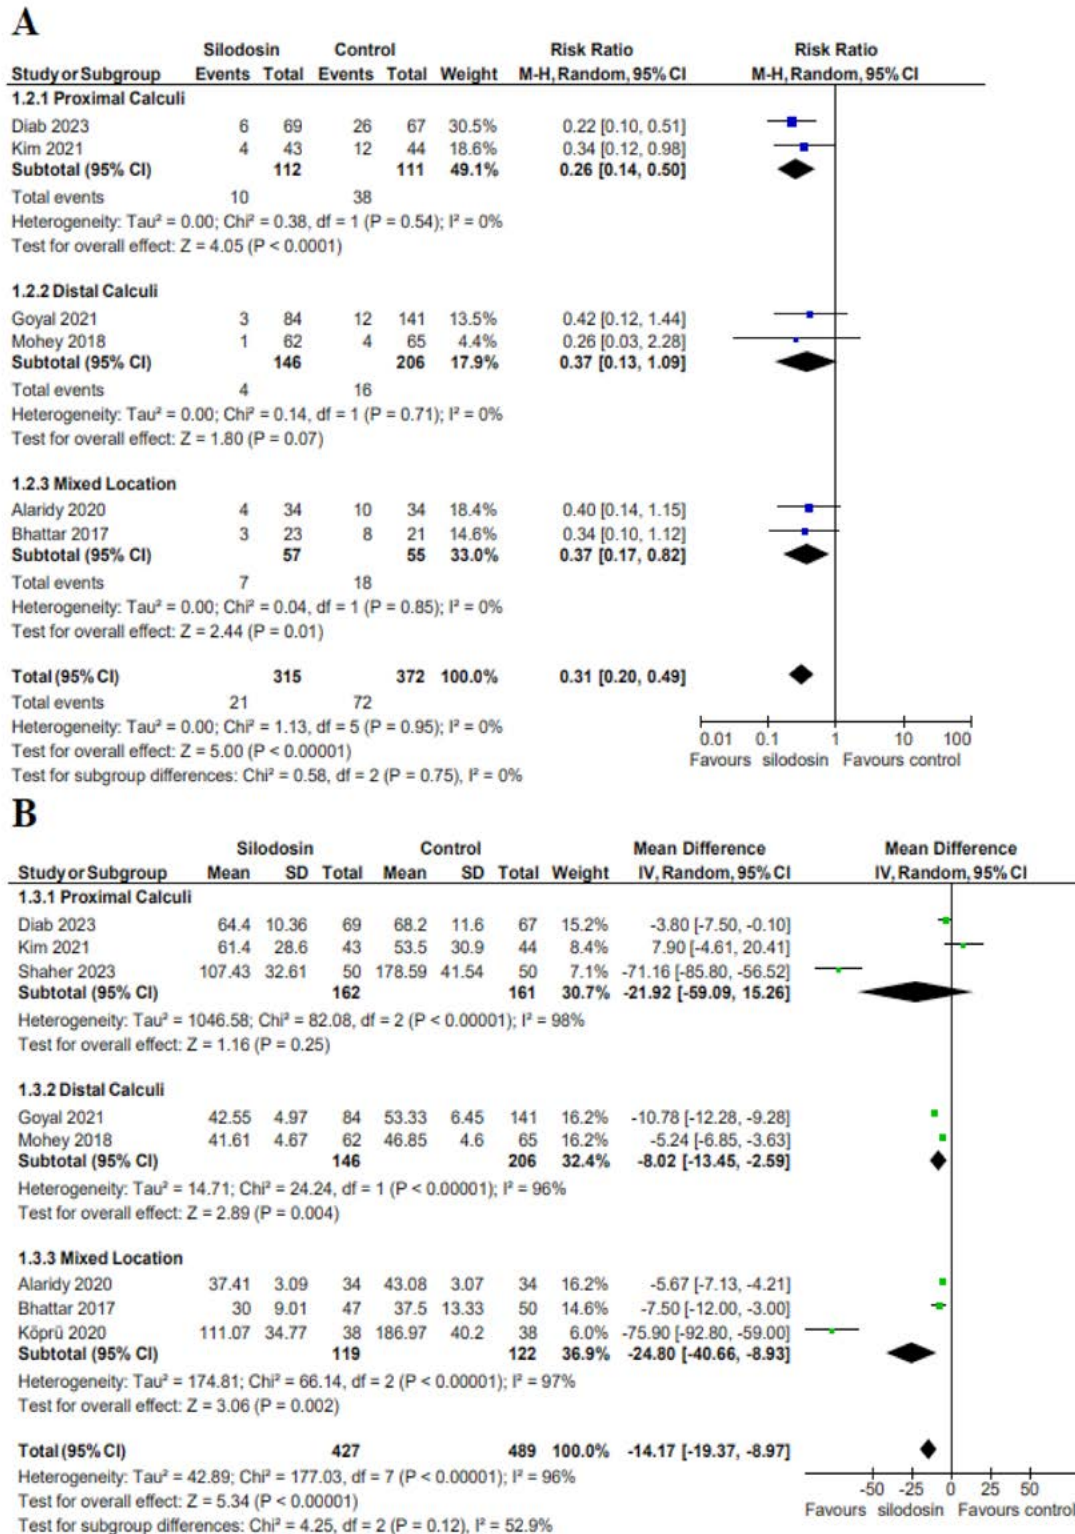 A
Silodosin Control Risk Ratio Risk Ratio
Study or Subgroup Events Total Events Total Weight M-H, Random, 95% CI M-H, Random, 95% CI
1.2.1 Proximal Calculi
Diab 2023 6 69 26 67 30.5% 0.22 [0.10, 0.51]
Kim 2021 4 43 12 44 18.6% 0.34 [0.12, 0.98]
Subtotal (95% CI) 112 111 49.1% 0.26 [0.14, 0.50]
Total events 10 38
Heterogeneity: Tau² = 0.00; Chi² = 0.38, df = 1 (P = 0.54); I² = 0%
Test for overall effect: Z = 4.05 (P < 0.0001)
1.2.2 Distal Calculi
Goyal 2021 3 84 12 141 13.5% 0.42 [0.12, 1.44]
Mohey 2018 1 62 4 65 4.4% 0.26 [0.03, 2.28]
Subtotal (95% CI) 146 206 17.9% 0.37 [0.13, 1.09]
Total events 4 16
Heterogeneity: Tau² = 0.00; Chi² = 0.14, df = 1 (P = 0.71); I² = 0%
Test for overall effect: Z = 1.80 (P = 0.07)
1.2.3 Mixed Location
Alaridy 2020 4 34 10 34 18.4% 0.40 [0.14, 1.15]
Bhattar 2017 3 23 8 21 14.6% 0.34 [0.10, 1.12]
Subtotal (95% CI) 57 55 33.0% 0.37 [0.17, 0.82]
Total events 7 18
Heterogeneity: Tau² = 0.00; Chi² = 0.04, df = 1 (P = 0.85); I² = 0%
Test for overall effect: Z = 2.44 (P = 0.01)
Total (95% CI) 315 372 100.0% 0.31 [0.20, 0.49]
Total events 21 72
Heterogeneity: Tau² = 0.00; Chi² = 1.13, df = 5 (P = 0.95); I² = 0%
Test for overall effect: Z = 5.00 (P < 0.00001)
Test for subgroup differences: Chi² = 0.58, df = 2 (P = 0.75), I² = 0%
0.01 0.1 1 10 100
Favours silodosin Favours control
B
Silodosin Control Mean Difference Mean Difference
Study or Subgroup Mean SD Total Mean SD Total Weight IV, Random, 95% CI IV, Random, 95% CI
1.3.1 Proximal Calculi
Diab 2023 64.4 10.36 69 68.2 11.6 67 15.2% -3.80 [-7.50, -0.10]
Kim 2021 61.4 28.6 43 53.5 30.9 44 8.4% 7.90 [-4.61, 20.41]
Shaher 2023 107.43 32.61 50 178.59 41.54 50 7.1% -71.16 [-85.80, -56.52]
Subtotal (95% CI) 162 161 30.7% -21.92 [-59.09, 15.26]
Heterogeneity: Tau² = 1046.58; Chi² = 82.08, df = 2 (P < 0.00001); I² = 98%
Test for overall effect: Z = 1.16 (P = 0.25)
1.3.2 Distal Calculi
Goyal 2021 42.55 4.97 84 53.33 6.45 141 16.2% -10.78 [-12.28, -9.28]
Mohey 2018 41.61 4.67 62 46.85 4.6 65 16.2% -5.24 [-6.85, -3.63]
Subtotal (95% CI) 146 206 32.4% -8.02 [-13.45, -2.59]
Heterogeneity: Tau² = 14.71; Chi² = 24.24, df = 1 (P < 0.00001); I² = 96%
Test for overall effect: Z = 2.89 (P = 0.004)
1.3.3 Mixed Location
Alaridy 2020 37.41 3.09 34 43.08 3.07 34 16.2% -5.67 [-7.13, -4.21]
Bhattar 2017 30 9.01 47 37.5 13.33 50 14.6% -7.50 [-12.00, -3.00]
Köprü 2020 111.07 34.77 38 186.97 40.2 38 6.0% -75.90 [-92.80, -59.00]
Subtotal (95% CI) 119 122 36.9% -24.80 [-40.66, -8.93]
Heterogeneity: Tau² = 174.81; Chi² = 66.14, df = 2 (P < 0.00001); I² = 97%
Test for overall effect: Z = 3.06 (P = 0.002)
Total (95% CI) 427 489 100.0% -14.17 [-19.37, -8.97]
Heterogeneity: Tau² = 42.89; Chi² = 177.03, df = 7 (P < 0.00001); I² = 96%
Test for overall effect: Z = 5.34 (P < 0.00001)
Test for subgroup differences: Chi² = 4.25, df = 2 (P = 0.12), I² = 52.9%
-50 -25 0 25 50
Favours silodosin Favours control